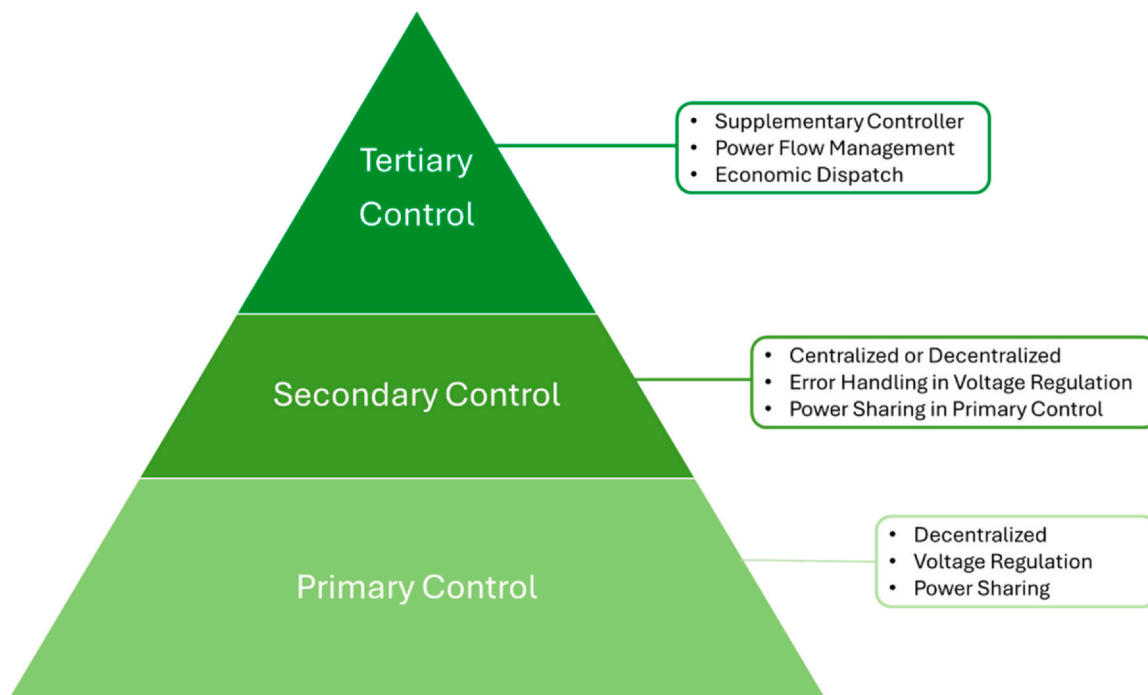 Tertiary
Control
• Supplementary Controller
• Power Flow Management
• Economic Dispatch
Secondary Control
• Centralized or Decentralized
• Error Handling in Voltage Regulation
• Power Sharing in Primary Control
Primary Control
• Decentralized
• Voltage Regulation
• Power Sharing